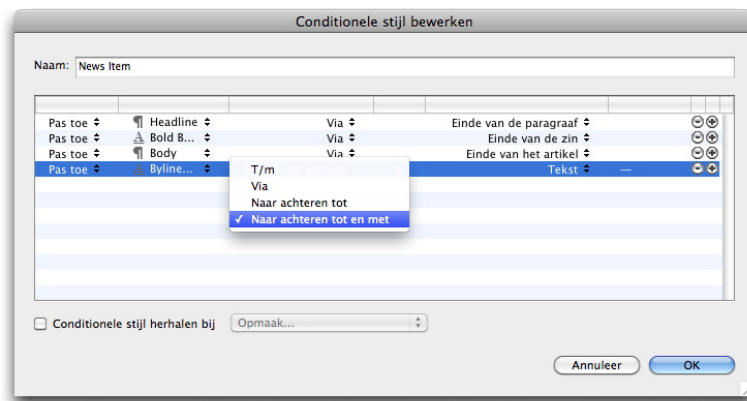 Conditionele stijl bewerken
Naam: News Item
Pas toe ¶ Headline Via Einde van de paragraaf
Pas toe A Bold B... Via Einde van de zin
Pas toe ¶ Body Via Einde van het artikel
Pas toe A Byline... Tekst —
T/m
Via
Naar achteren tot
✓ Naar achteren tot en met
Conditionele stijl herhalen bij Opmaak...
Annuleer OK